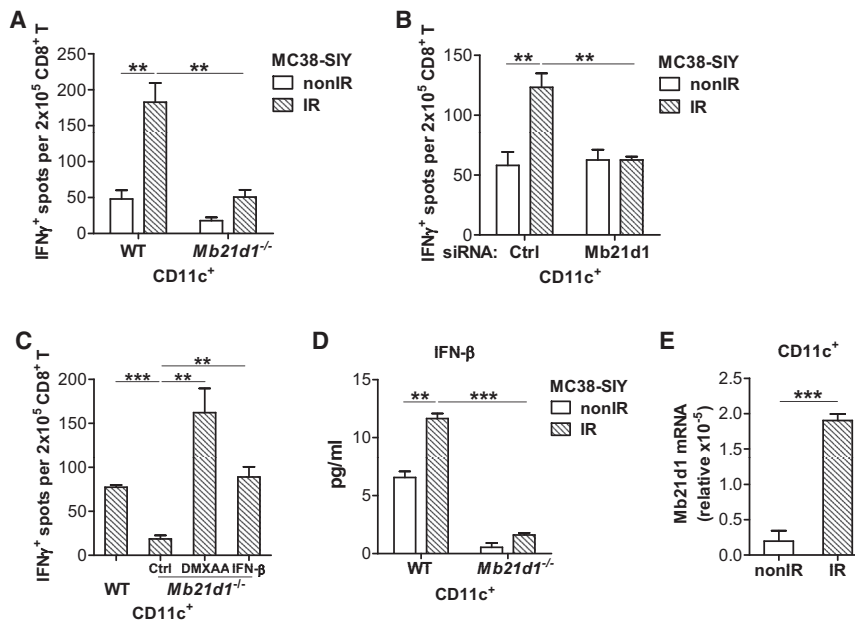 A
IFNγ⁺ spots per 2x10⁵ CD8⁺ T
250
200
150
100
50
0
**
**
MC38-SIY
nonIR
IR
WT
Mb21d1⁻/⁻
CD11c⁺
B
IFNγ⁺ spots per 2x10⁵ CD8⁺ T
150
100
50
0
**
**
MC38-SIY
nonIR
IR
siRNA: Ctrl Mb21d1
CD11c⁺
C
IFNγ⁺ spots per 2x10⁵ CD8⁺ T
200
150
100
50
0
**
*** **
Ctrl DMXAA IFN-β
WT
Mb21d1⁻/⁻
CD11c⁺
D
IFN-β
pg/ml
15
10
5
0
** ***
MC38-SIY
nonIR
IR
WT
Mb21d1⁻/⁻
CD11c⁺
E
CD11c⁺
Mb21d1 mRNA
(relative x10⁻⁵)
2.5
2.0
1.5
1.0
0.5
0.0
***
nonIR IR